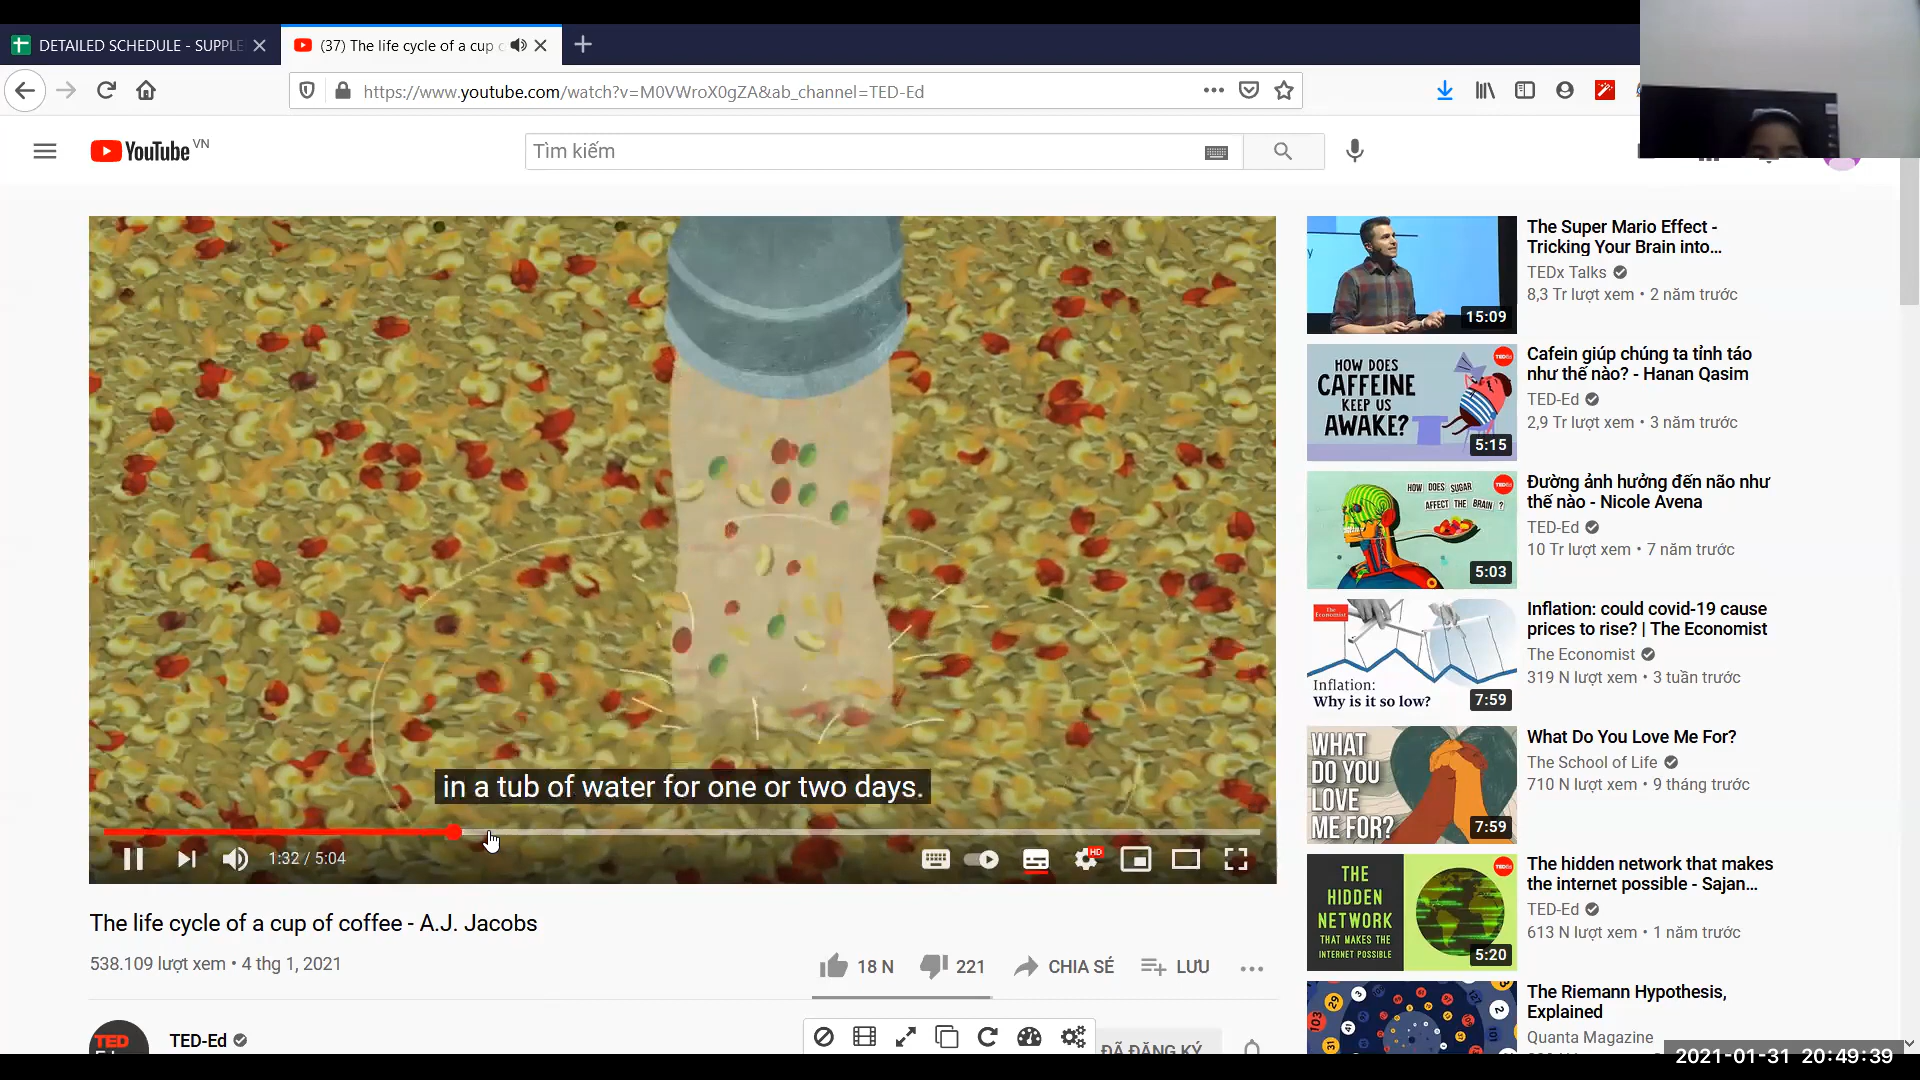 DETAILED SCHEDULE - SUPPLE
(37) The life cycle of a cup
https://www.youtube.com/watch?v=M0VWroX0gZA&ab_channel=TED-Ed
YouTube VN
Tìm kiếm
in a tub of water for one or two days.
1:32 / 5:04
HD
The life cycle of a cup of coffee - A.J. Jacobs
538.109 lượt xem • 4 thg 1, 2021
18 N
221
CHIA SẺ
LƯU
TED
TED-Ed
ĐÃ ĐĂNG KÝ
15:09
The Super Mario Effect -
Tricking Your Brain into...
TEDx Talks
8,3 Tr lượt xem • 2 năm trước
HOW DOES
CAFFEINE
KEEP US
AWAKE?
5:15
Cafein giúp chúng ta tỉnh táo
như thế nào? - Hanan Qasim
TED-Ed
2,9 Tr lượt xem • 3 năm trước
HOW DOES SUGAR
AFFECT THE BRAIN ?
5:03
Đường ảnh hưởng đến não như
thế nào - Nicole Avena
TED-Ed
10 Tr lượt xem • 7 năm trước
The
Economist
Inflation:
Why is it so low?
7:59
Inflation: could covid-19 cause
prices to rise? | The Economist
The Economist
319 N lượt xem • 3 tuần trước
WHAT
DO YOU
LOVE
ME FOR?
7:59
What Do You Love Me For?
The School of Life
710 N lượt xem • 9 tháng trước
THE
HIDDEN
NETWORK
THAT MAKES THE
INTERNET POSSIBLE
5:20
The hidden network that makes
the internet possible - Sajan...
TED-Ed
613 N lượt xem • 1 năm trước
The Riemann Hypothesis,
Explained
Quanta Magazine
2021-01-31 20:49:39